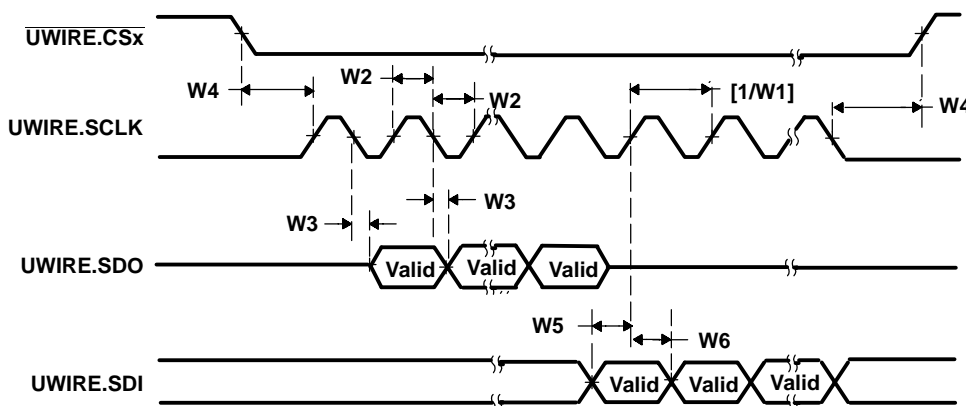 UWIRE.CSx
W4
W2
W2
[1/W1]
W4
UWIRE.SCLK
W3
W3
UWIRE.SDO
Valid
Valid
Valid
W5
W6
UWIRE.SDI
Valid
Valid
Valid